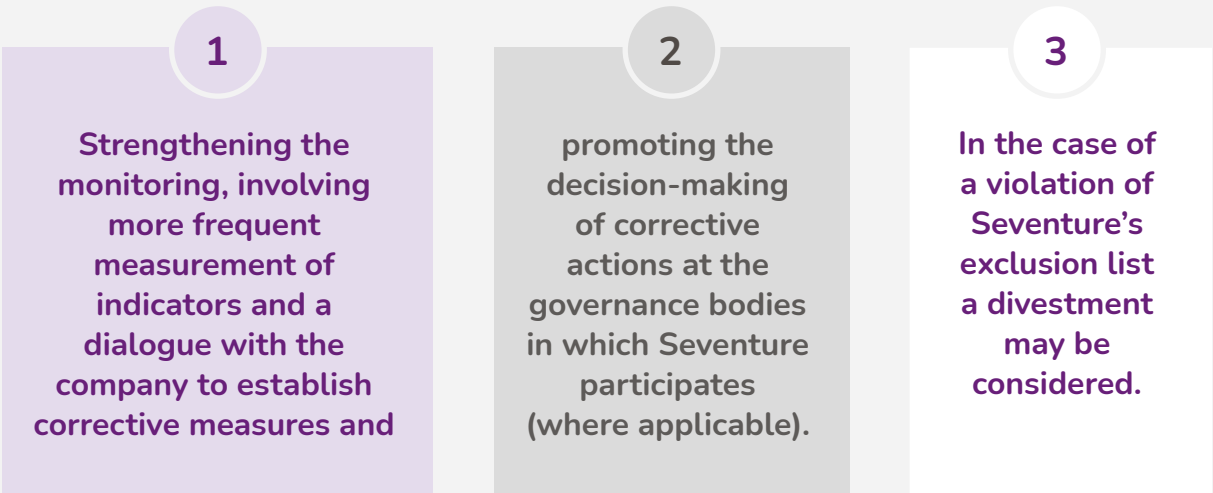 1
Strengthening the
monitoring, involving
more frequent
measurement of
indicators and a
dialogue with the
company to establish
corrective measures and
2
promoting the
decision-making
of corrective
actions at the
governance bodies
in which Seventure
participates
(where applicable).
3
In the case of
a violation of
Seventure’s
exclusion list
a divestment
may be
considered.